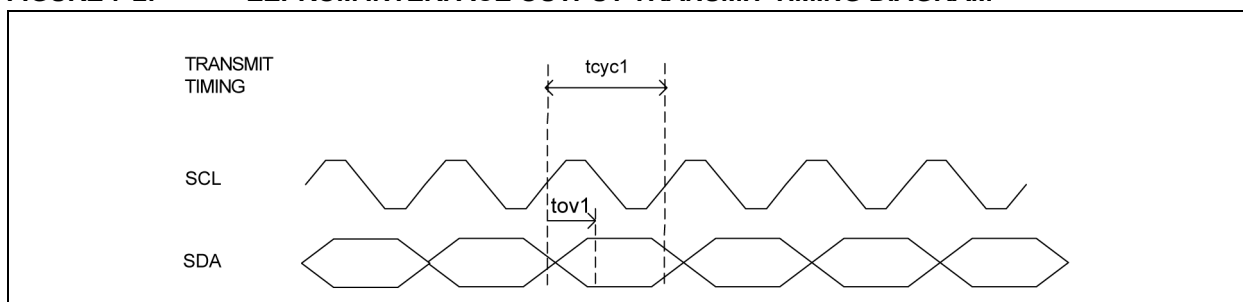 TRANSMIT
TIMING
tcyc1
SCL
tov1
SDA